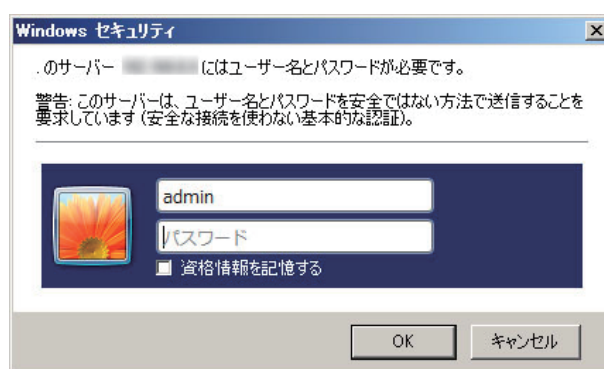 Windows セキュリティ
. のサーバー にはユーザー名とパスワードが必要です。
警告: このサーバーは、ユーザー名とパスワードを安全ではない方法で送信することを
要求しています (安全な接続を使わない基本的な認証)。
admin
パスワード
資格情報を記憶する
OK
キャンセル